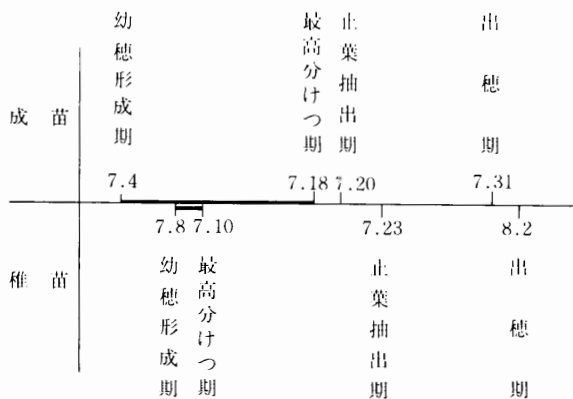 幼穂形成期
最高分けつ期
止葉抽出期
出穂期
成苗
7.4
7.18
7.20
7.31
7.8
7.10
7.23
8.2
稚苗
幼穂形成期
最高分けつ期
止葉抽出期
出穂期